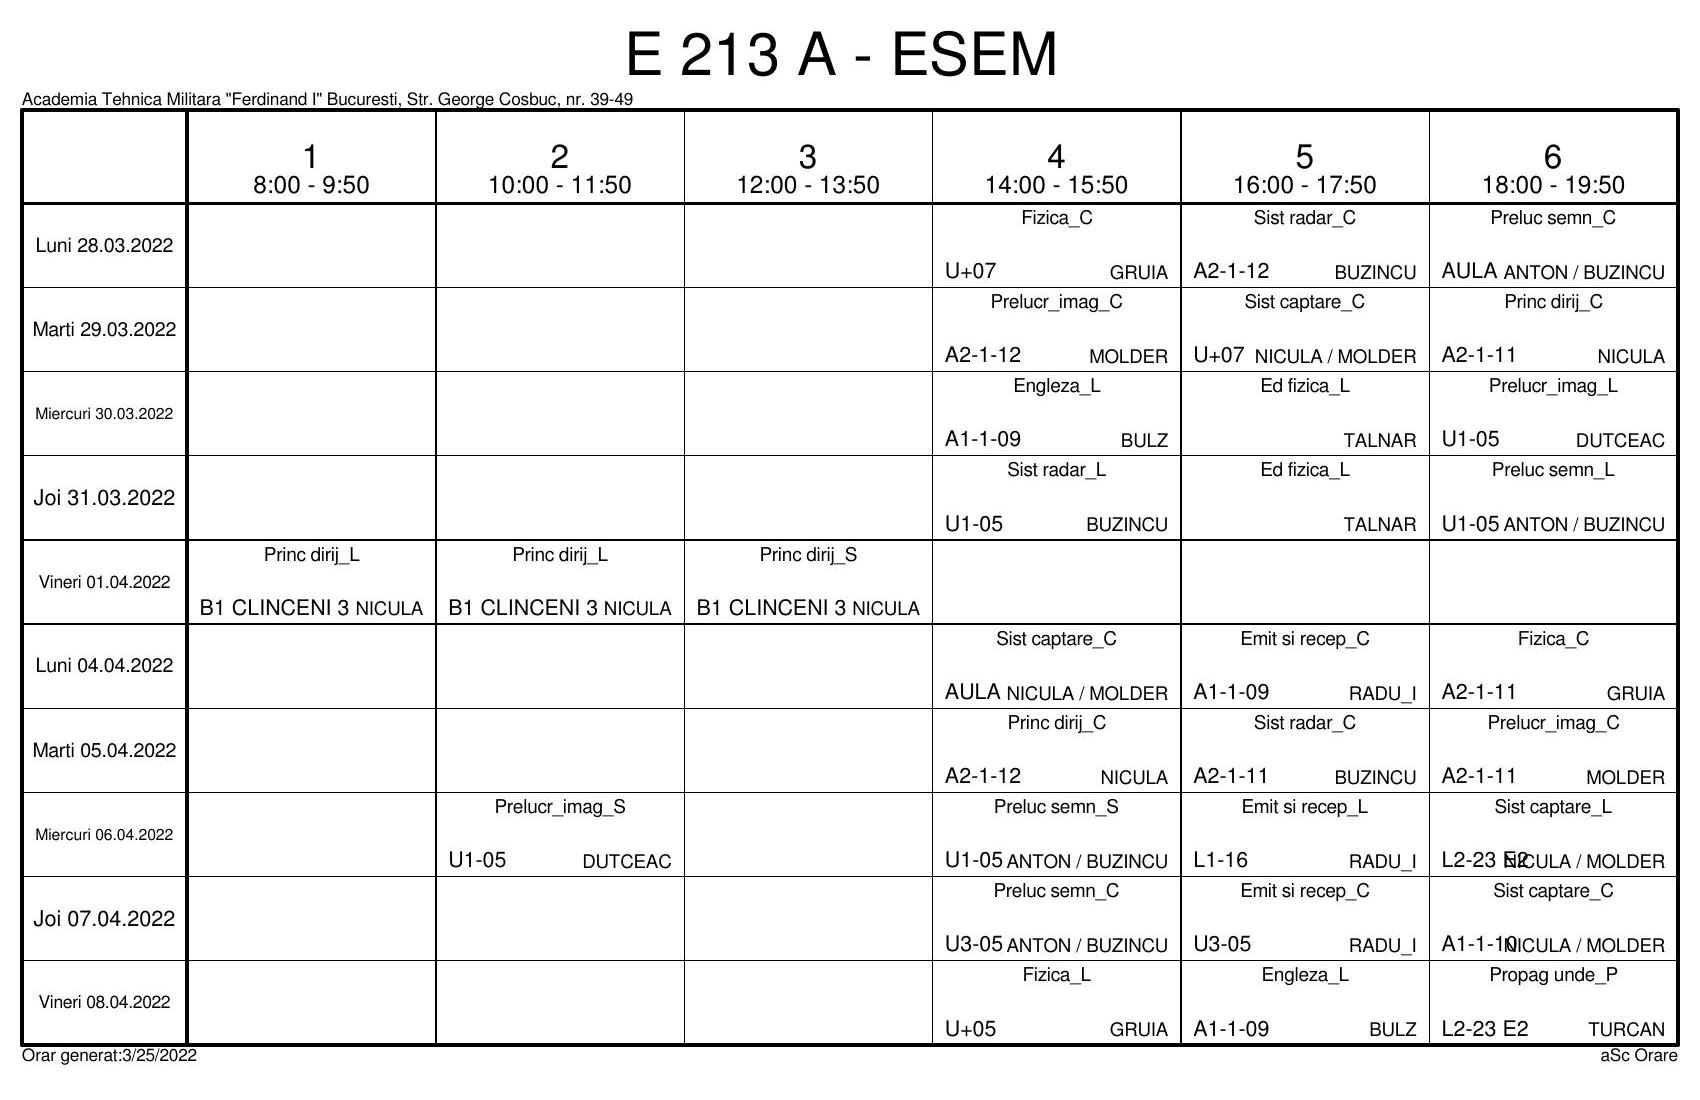 E 213 A - ESEM
Academia Tehnica Militara "Ferdinand I" Bucuresti, Str. George Cosbuc, nr. 39-49
1 2 3 4 5 6
8:00 - 9:50 10:00 - 11:50 12:00 - 13:50 14:00 - 15:50 16:00 - 17:50 18:00 - 19:50
Luni 28.03.2022
Fizica_C Sist radar_C Preluc semn_C
U+07 GRUIA A2-1-12 BUZINCU AULA ANTON / BUZINCU
Marti 29.03.2022
Prelucr_imag_C Sist captare_C Princ dirij_C
A2-1-12 MOLDER U+07 NICULA / MOLDER A2-1-11 NICULA
Miercuri 30.03.2022
Engleza_L Ed fizica_L Prelucr_imag_L
A1-1-09 BULZ TALNAR U1-05 DUTCEAC
Joi 31.03.2022
Sist radar_L Ed fizica_L Preluc semn_L
U1-05 BUZINCU TALNAR U1-05 ANTON / BUZINCU
Vineri 01.04.2022
Princ dirij_L Princ dirij_L Princ dirij_S
B1 CLINCENI 3 NICULA B1 CLINCENI 3 NICULA B1 CLINCENI 3 NICULA
Luni 04.04.2022
Sist captare_C Emit si recep_C Fizica_C
AULA NICULA / MOLDER A1-1-09 RADU_I A2-1-11 GRUIA
Marti 05.04.2022
Princ dirij_C Sist radar_C Prelucr_imag_C
A2-1-12 NICULA A2-1-11 BUZINCU A2-1-11 MOLDER
Miercuri 06.04.2022
Prelucr_imag_S Preluc semn_S Emit si recep_L Sist captare_L
U1-05 DUTCEAC U1-05 ANTON / BUZINCU L1-16 RADU_I L2-23 E2 NICULA / MOLDER
Joi 07.04.2022
Preluc semn_C Emit si recep_C Sist captare_C
U3-05 ANTON / BUZINCU U3-05 RADU_I A1-1-10 NICULA / MOLDER
Vineri 08.04.2022
Fizica_L Engleza_L Propag unde_P
U+05 GRUIA A1-1-09 BULZ L2-23 E2 TURCAN
Orar generat:3/25/2022 aSc Orare